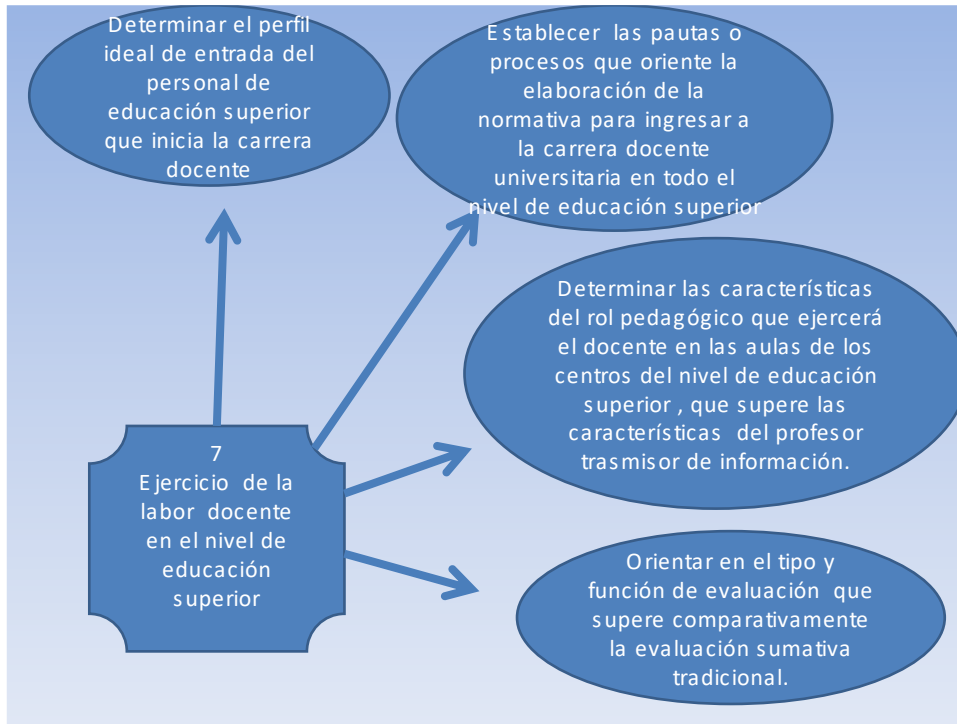 Determinar el perfil
ideal de entrada del
personal de
educación superior
que inicia la carrera
docente
Establecer las pautas o
procesos que oriente la
elaboración de la
normativa para ingresar a
la carrera docente
universitaria en todo el
nivel de educación superior
Determinar las características
del rol pedagógico que ejercerá
el docente en las aulas de los
centros del nivel de educación
superior , que supere las
características del profesor
trasmisor de información.
7
Ejercicio de la
labor docente
en el nivel de
educación
superior
Orientar en el tipo y
función de evaluación que
supere comparativamente
la evaluación sumativa
tradicional.